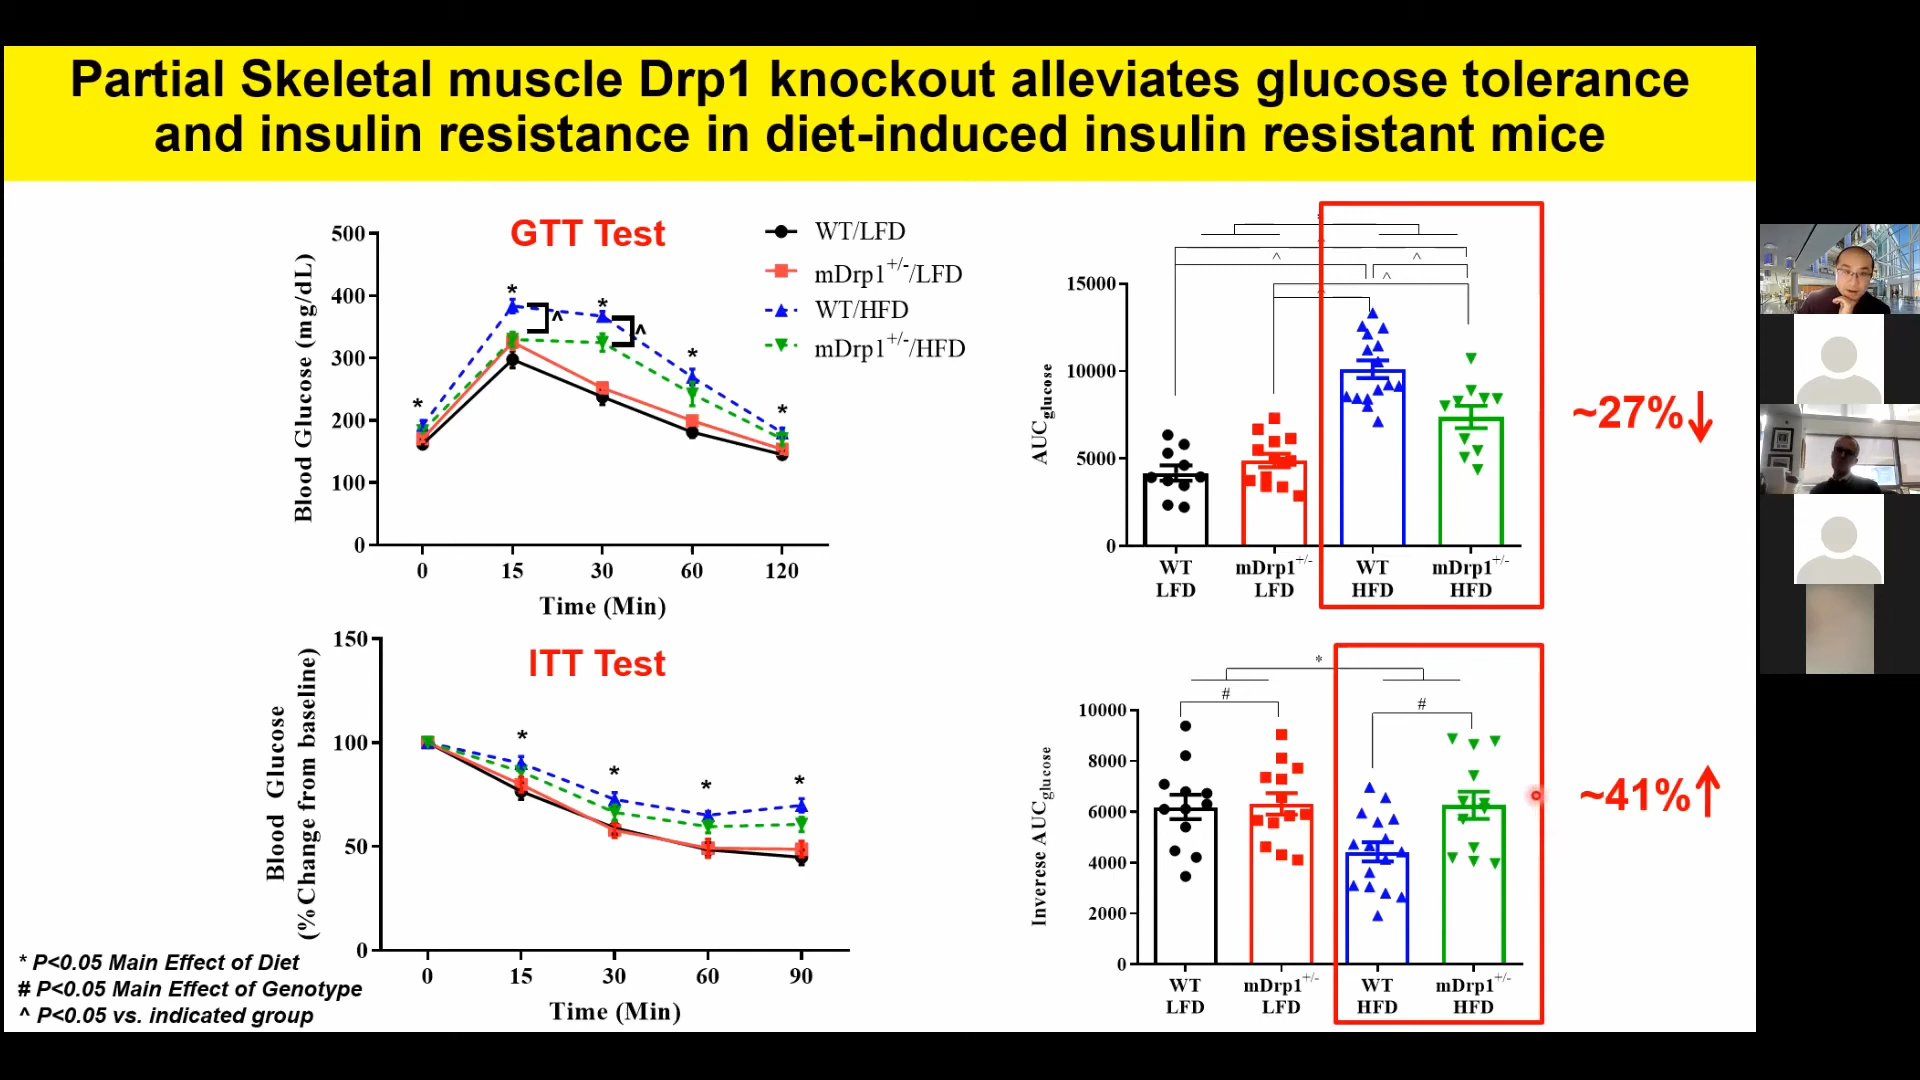 Partial Skeletal muscle Drp1 knockout alleviates glucose tolerance
and insulin resistance in diet-induced insulin resistant mice
GTT Test
Blood Glucose (mg/dL)
500
400
300
200
100
0
* * * * *
^ ^
0 15 30 60 120
Time (Min)
WT/LFD
mDrp1+/-/LFD
WT/HFD
mDrp1+/-/HFD
AUCglucose
15000
10000
5000
0
^ ^
^
WT mDrp1+/- WT mDrp1+/-
LFD LFD HFD HFD
~27%↓
ITT Test
Blood Glucose
(%Change from baseline)
150
100
50
0
* * * *
0 15 30 60 90
Time (Min)
Inverese AUCglucose
10000
8000
6000
4000
2000
0
*
# #
WT mDrp1+/- WT mDrp1+/-
LFD LFD HFD HFD
~41%↑
* P<0.05 Main Effect of Diet
# P<0.05 Main Effect of Genotype
^ P<0.05 vs. indicated group